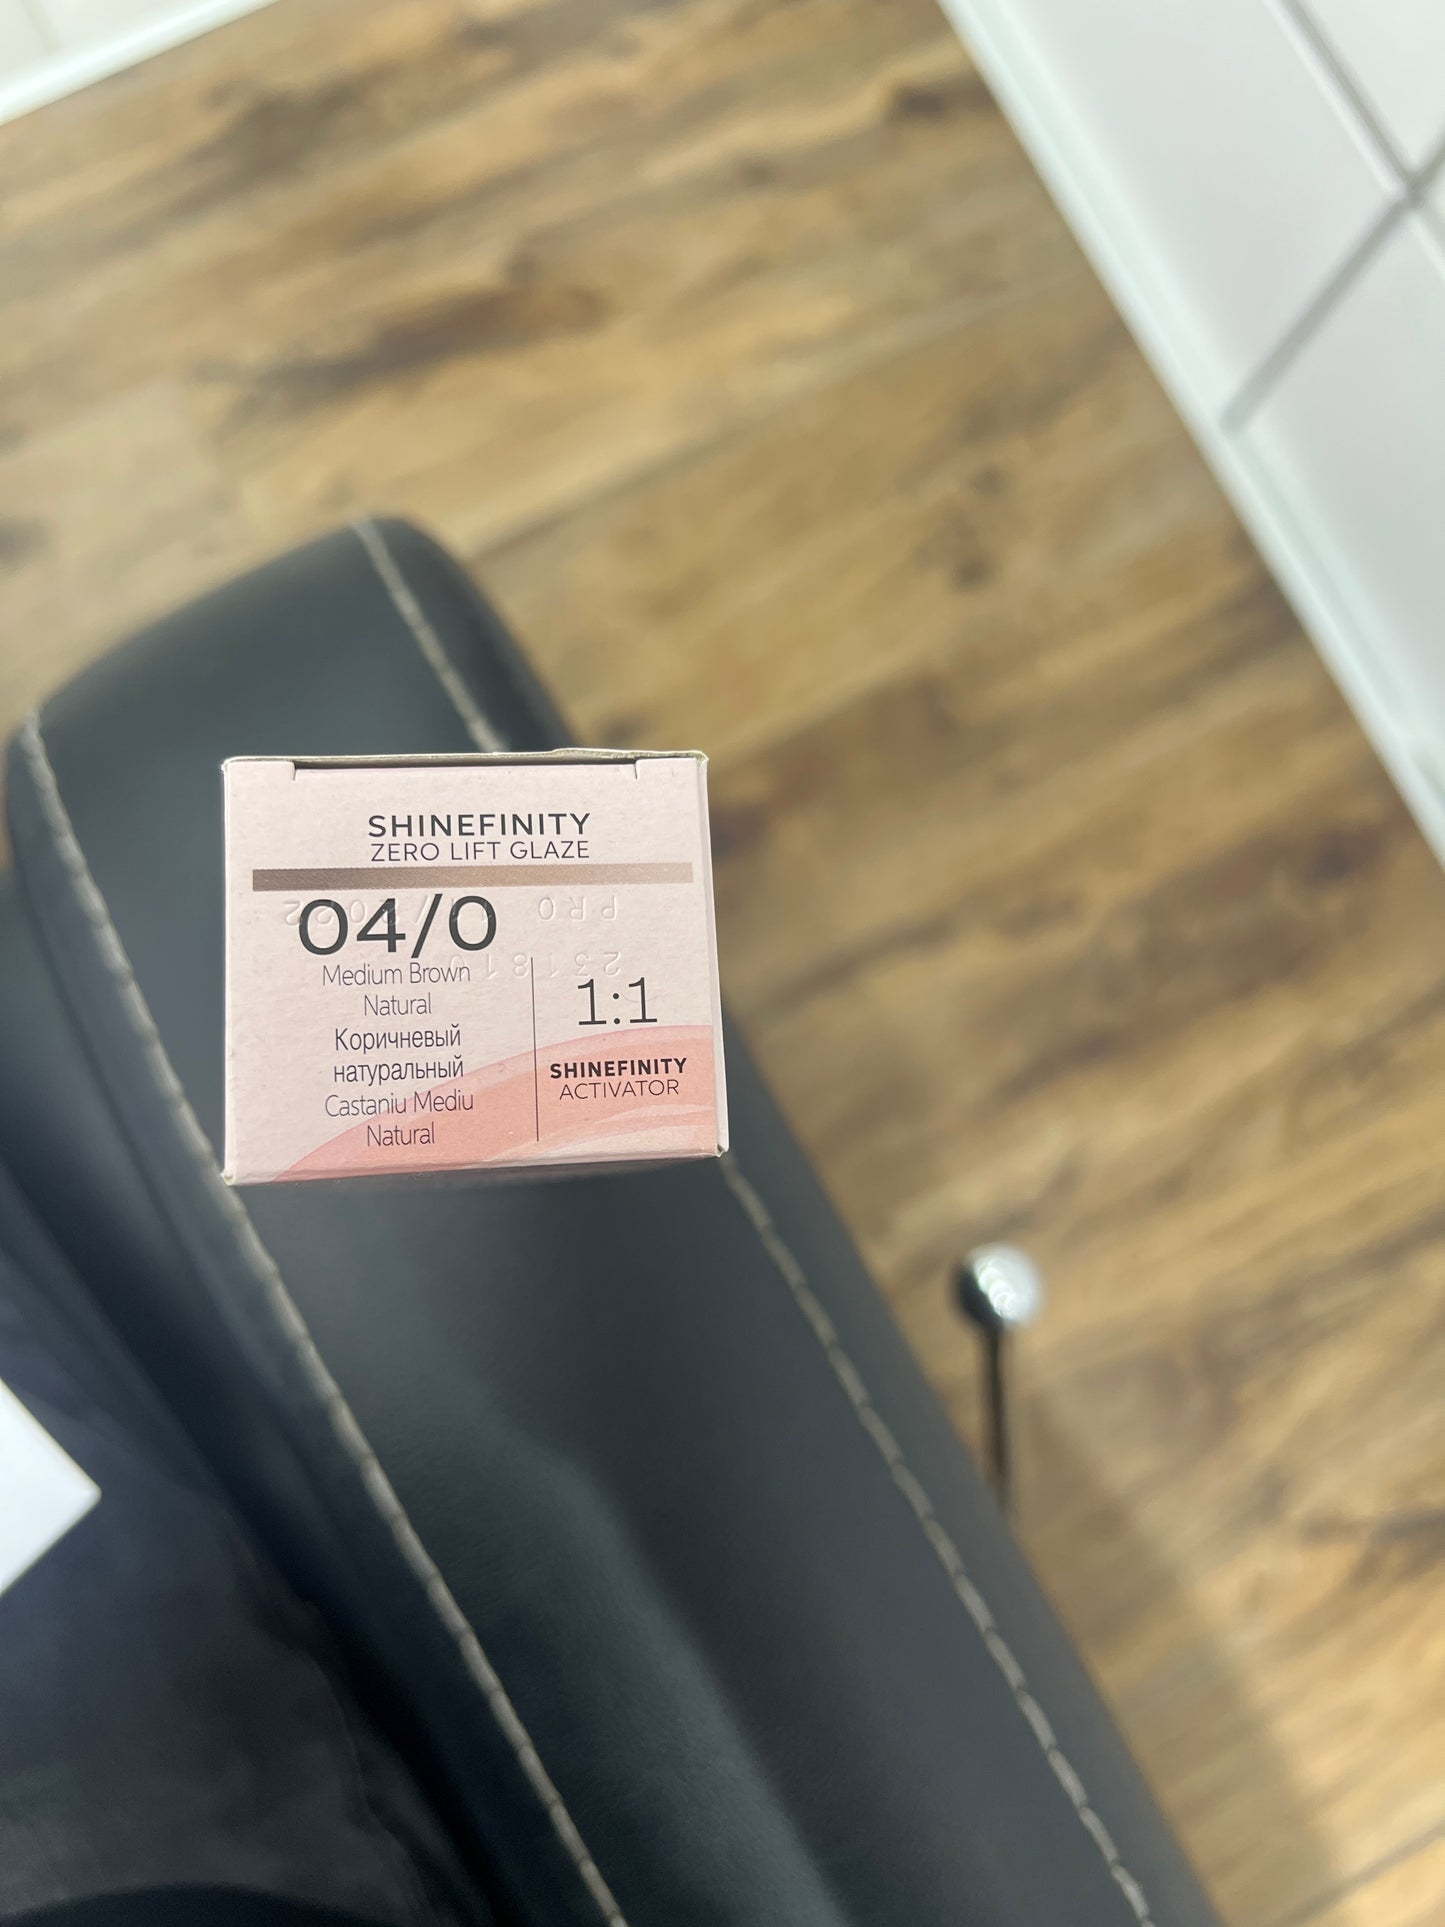 SHINEFINITY
ZERO LIFT GLAZE
04/0
Medium Brown
Natural
Коричневый
натуральный
Castaniu Mediu
Natural
1:1
SHINEFINITY
ACTIVATOR